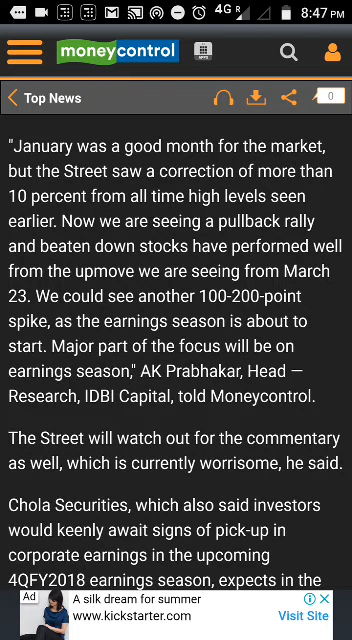 4G R 8:47 PM
moneycontrol
APPS
Top News
0
"January was a good month for the market,
but the Street saw a correction of more than
10 percent from all time high levels seen
earlier. Now we are seeing a pullback rally
and beaten down stocks have performed well
from the upmove we are seeing from March
23. We could see another 100-200-point
spike, as the earnings season is about to
start. Major part of the focus will be on
earnings season," AK Prabhakar, Head —
Research, IDBI Capital, told Moneycontrol.
The Street will watch out for the commentary
as well, which is currently worrisome, he said.
Chola Securities, which also said investors
would keenly await signs of pick-up in
corporate earnings in the upcoming
4QFY2018 earnings season, expects in the
Ad
A silk dream for summer
www.kickstarter.com
Visit Site